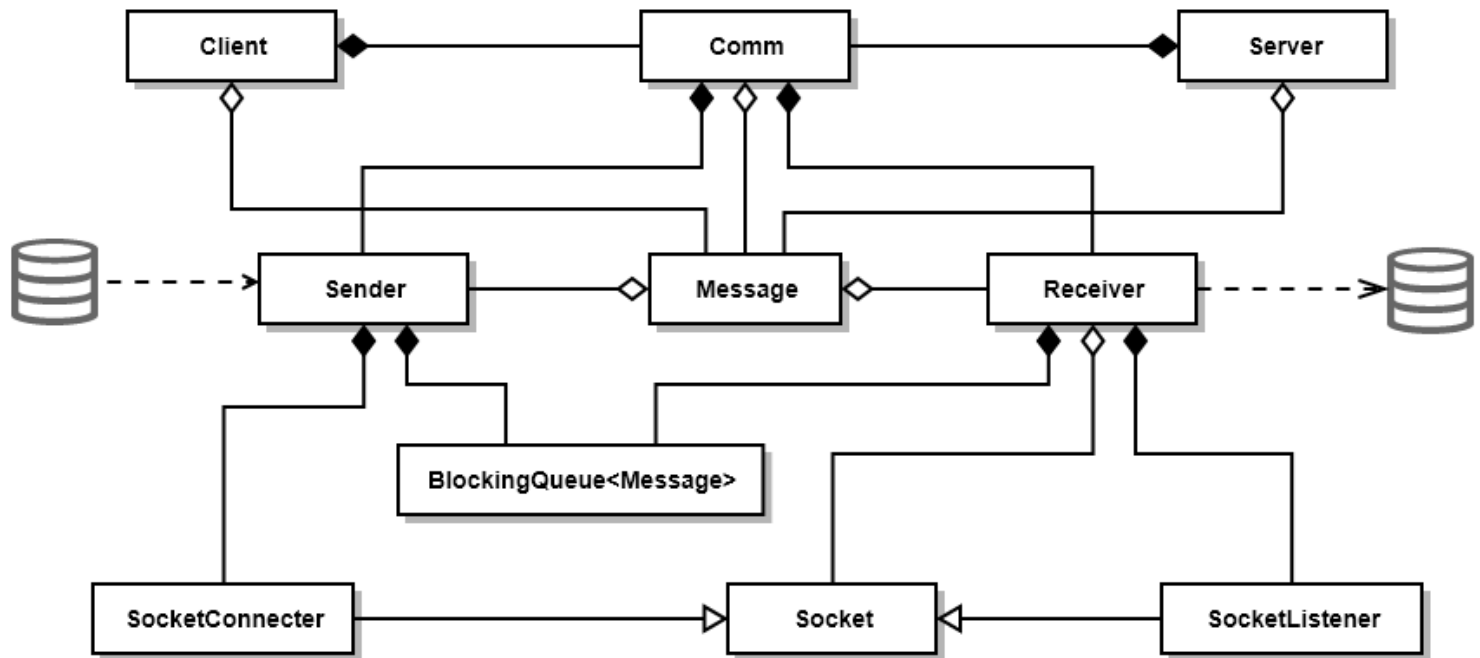 Client
Comm
Server
Sender
Message
Receiver
BlockingQueue<Message>
SocketConnecter
Socket
SocketListener